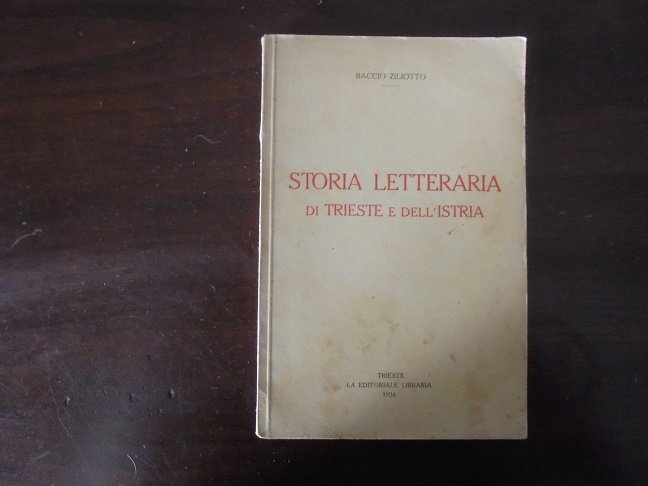 BACCIO ZILIOTTO
STORIA LETTERARIA
DI TRIESTE E DELL'ISTRIA
TRIESTE
LA EDITORIALE LIBRARIA
1924